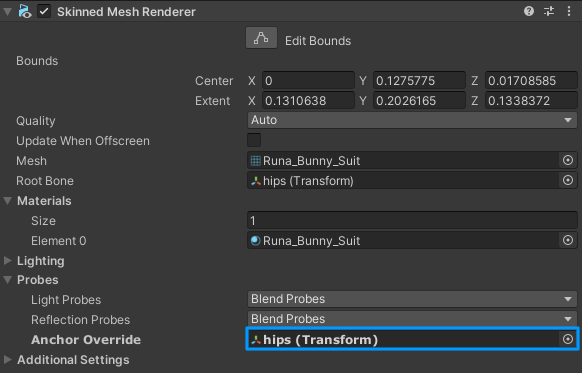 Skinned Mesh Renderer
Edit Bounds
Bounds
Center X 0 Y 0.1275775 Z 0.01708585
Extent X 0.1310638 Y 0.2026165 Z 0.1338372
Quality Auto
Update When Offscreen
Mesh Runa_Bunny_Suit
Root Bone hips (Transform)
Materials
Size 1
Element 0 Runa_Bunny_Suit
Lighting
Probes
Light Probes Blend Probes
Reflection Probes Blend Probes
Anchor Override hips (Transform)
Additional Settings